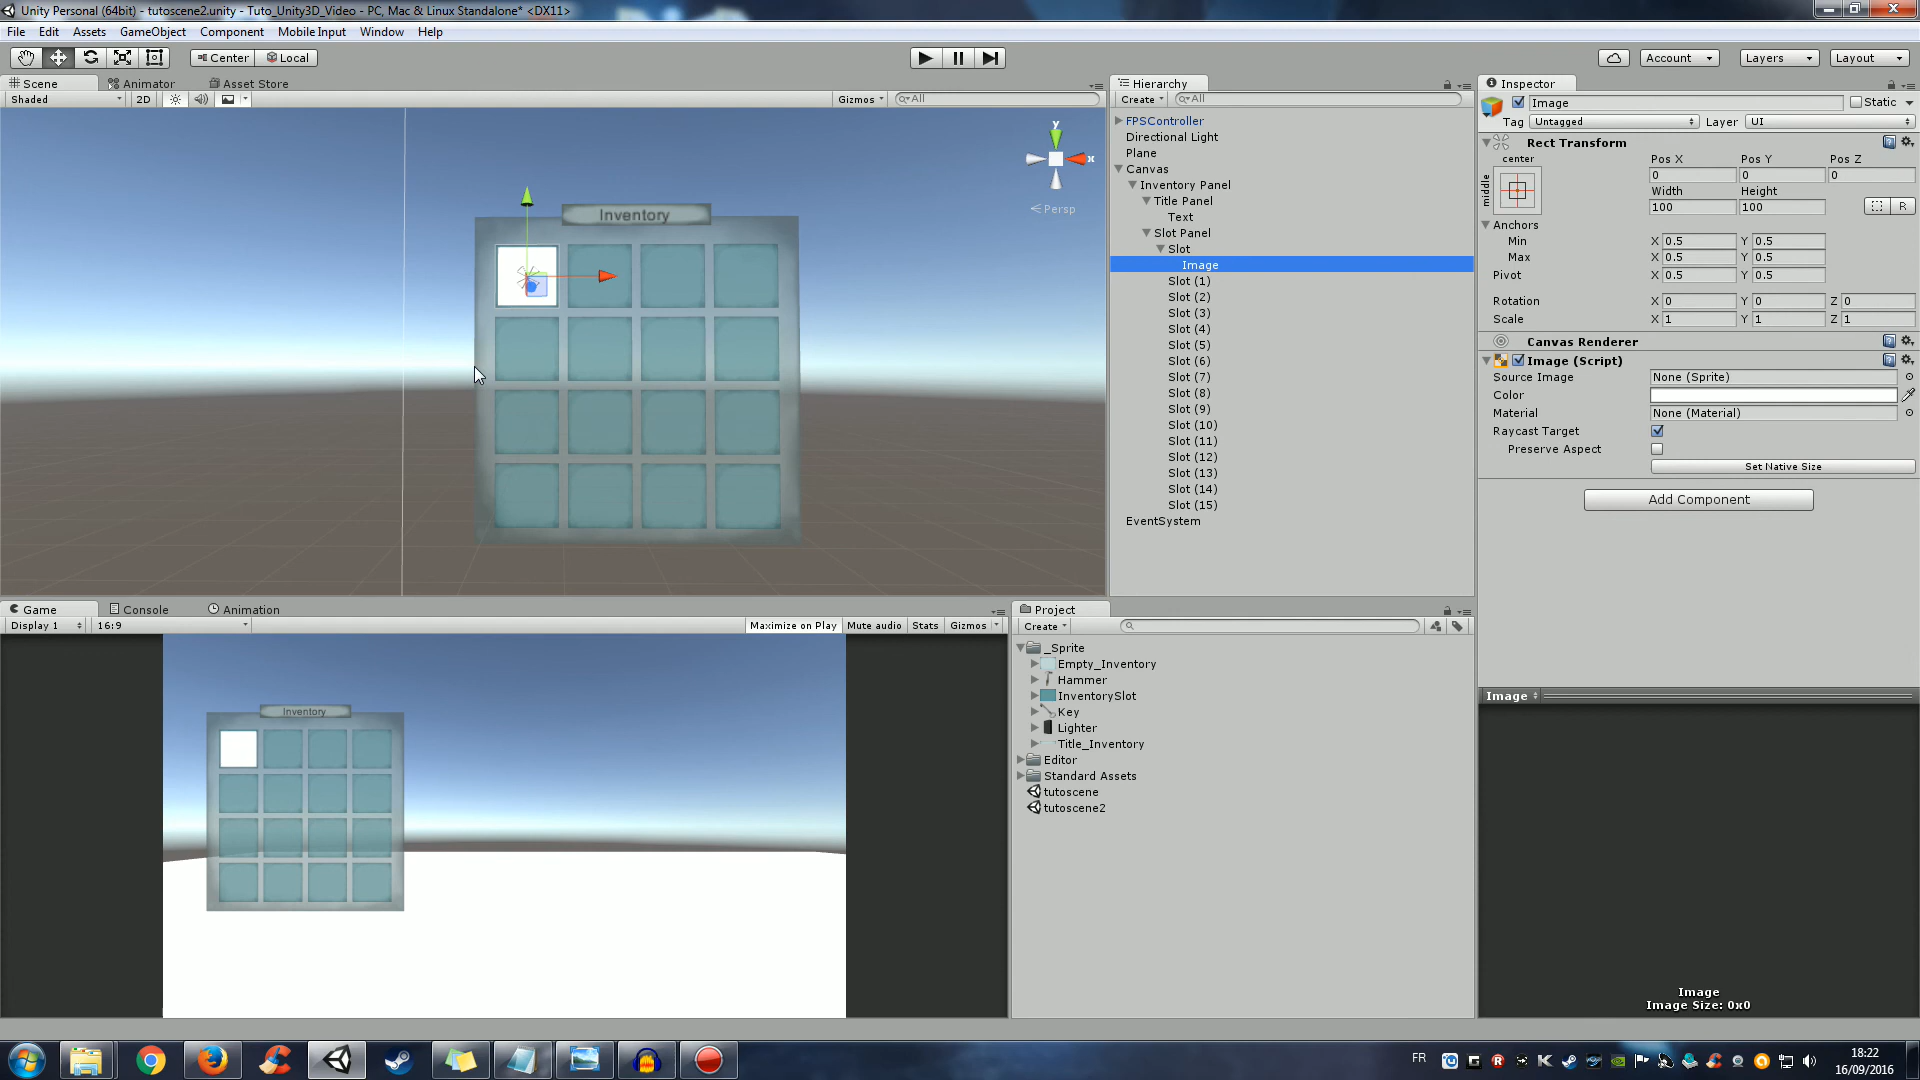 Unity Personal (64bit) - tutoscene2.unity - Tuto_Unity3D_Video - PC, Mac & Linux Standalone* <DX11>
File Edit Assets GameObject Component Mobile Input Window Help
Center Local Account Layers Layout
Scene Animator Asset Store
Shaded 2D Gizmos All
y
x
Persp
Inventory
Hierarchy
Create All
FPSController
Directional Light
Plane
Canvas
Inventory Panel
Title Panel
Text
Slot Panel
Slot
Image
Slot (1)
Slot (2)
Slot (3)
Slot (4)
Slot (5)
Slot (6)
Slot (7)
Slot (8)
Slot (9)
Slot (10)
Slot (11)
Slot (12)
Slot (13)
Slot (14)
Slot (15)
EventSystem
Inspector
Image Static
Tag Untagged Layer UI
Rect Transform
center
middle
Pos X Pos Y Pos Z
0 0 0
Width Height
100 100 R
Anchors
Min X 0.5 Y 0.5
Max X 0.5 Y 0.5
Pivot X 0.5 Y 0.5
Rotation X 0 Y 0 Z 0
Scale X 1 Y 1 Z 1
Canvas Renderer
Image (Script)
Source Image None (Sprite)
Color
Material None (Material)
Raycast Target
Preserve Aspect
Set Native Size
Add Component
Image
Image
Image Size: 0x0
Game Console Animation
Display 1 16:9 Maximize on Play Mute audio Stats Gizmos
Inventory
Project
Create
_Sprite
Empty_Inventory
Hammer
InventorySlot
Key
Lighter
Title_Inventory
Editor
Standard Assets
tutoscene
tutoscene2
FR
18:22
16/09/2016